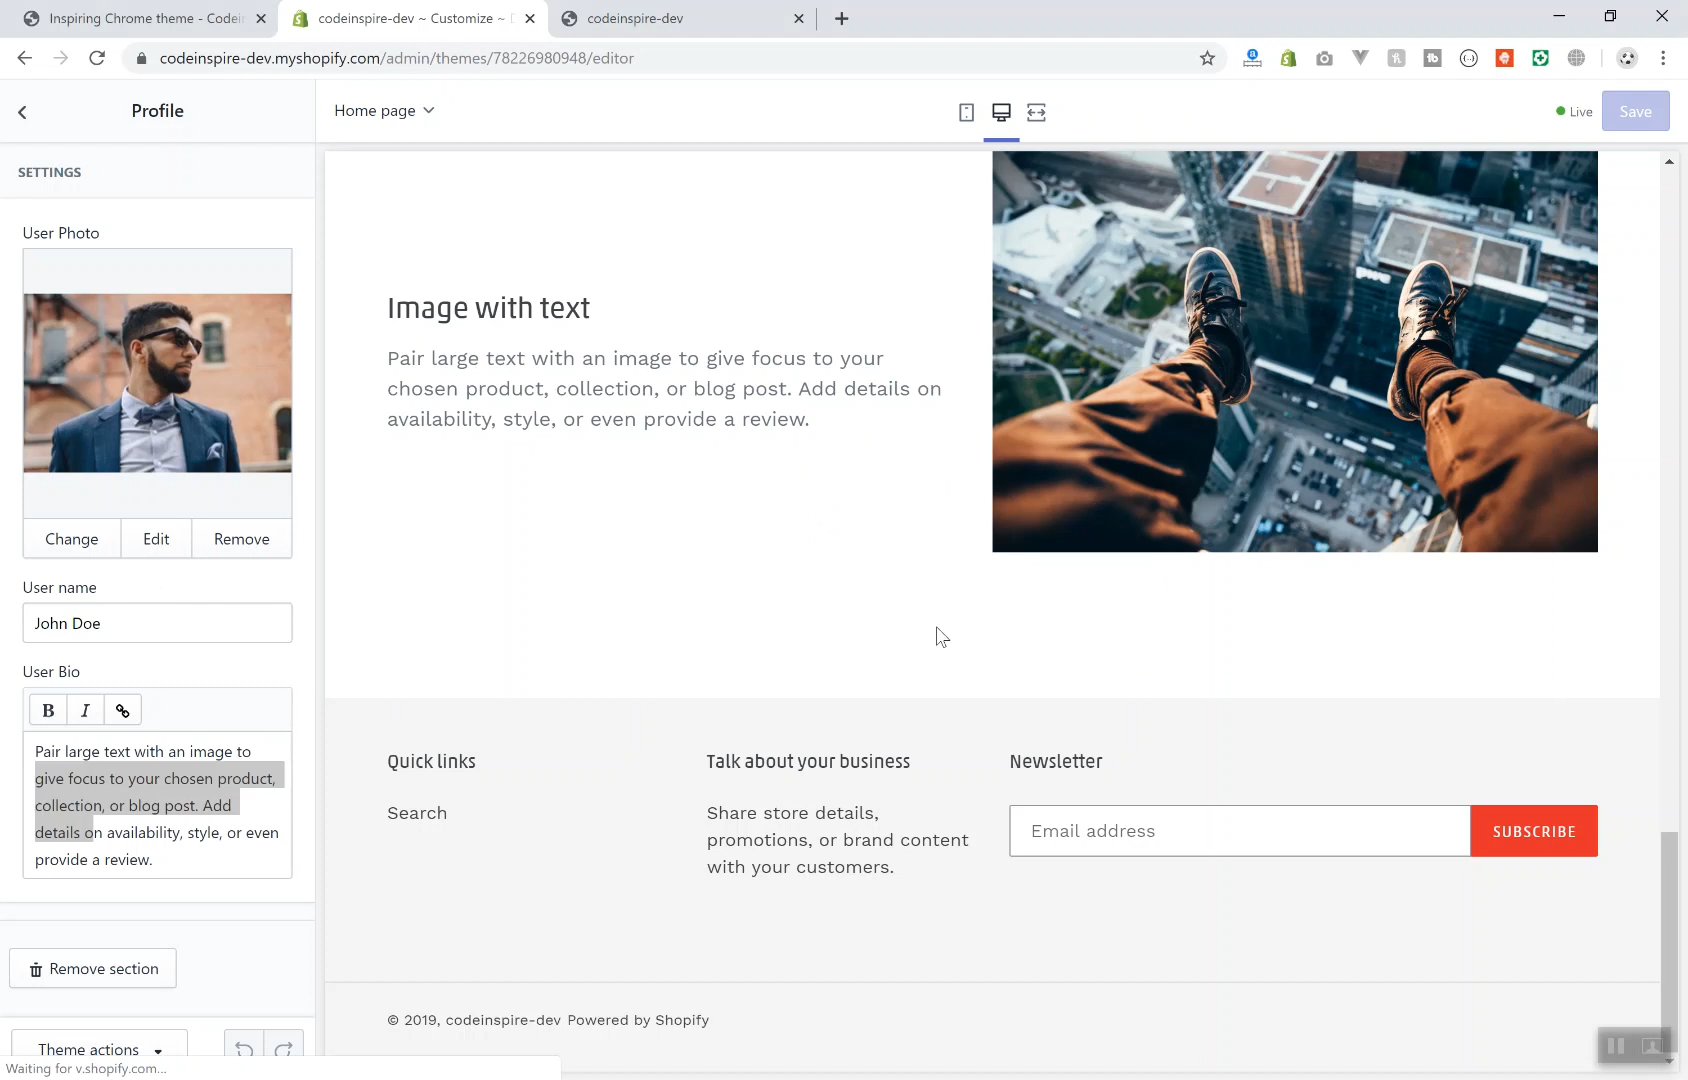 Inspiring Chrome theme - Codein
codeinspire-dev ~ Customize ~ D
codeinspire-dev
codeinspire-dev.myshopify.com/admin/themes/78226980948/editor
Profile
Home page
Live
Save
SETTINGS
User Photo
Change
Edit
Remove
User name
John Doe
User Bio
B
I
Pair large text with an image to
give focus to your chosen product,
collection, or blog post. Add
details on availability, style, or even
provide a review.
Remove section
Theme actions
Waiting for v.shopify.com...
Image with text
Pair large text with an image to give focus to your
chosen product, collection, or blog post. Add details on
availability, style, or even provide a review.
pwc
Quick links
Search
Talk about your business
Share store details,
promotions, or brand content
with your customers.
Newsletter
Email address
SUBSCRIBE
© 2019, codeinspire-dev Powered by Shopify